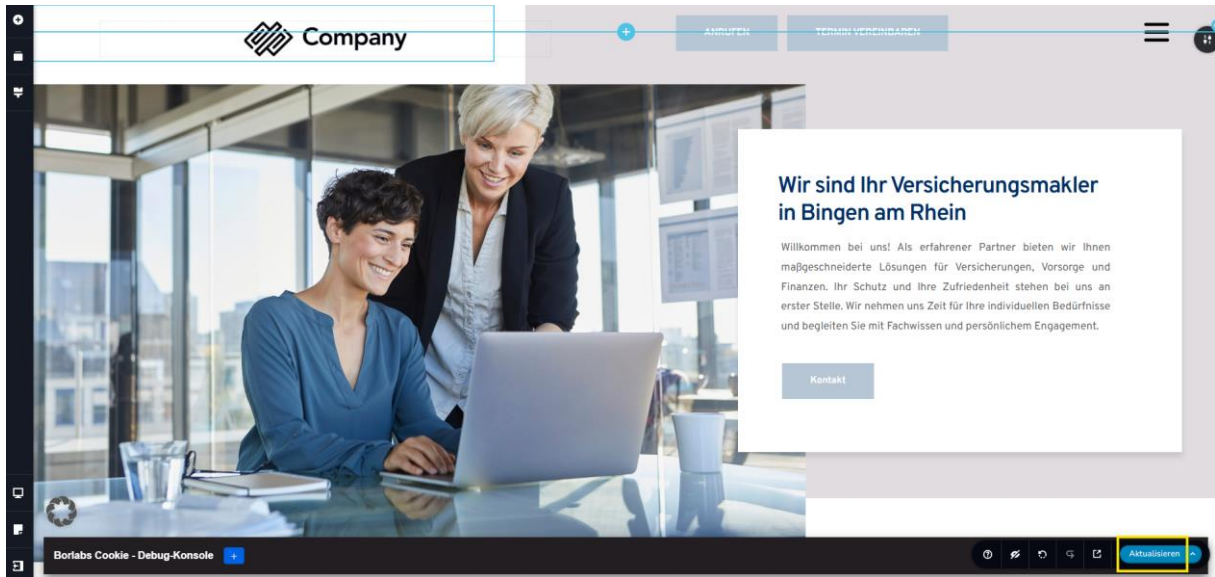 Company
ANRUFEN
TERMIN VEREINBAREN
Wir sind Ihr Versicherungsmakler
in Bingen am Rhein
Willkommen bei uns! Als erfahrener Partner bieten wir Ihnen
maßgeschneiderte Lösungen für Versicherungen, Vorsorge und
Finanzen. Ihr Schutz und Ihre Zufriedenheit stehen bei uns an
erster Stelle. Wir nehmen uns Zeit für Ihre individuellen Bedürfnisse
und begleiten Sie mit Fachwissen und persönlichem Engagement.
Kontakt
Borlabs Cookie - Debug-Konsole
Aktualisieren